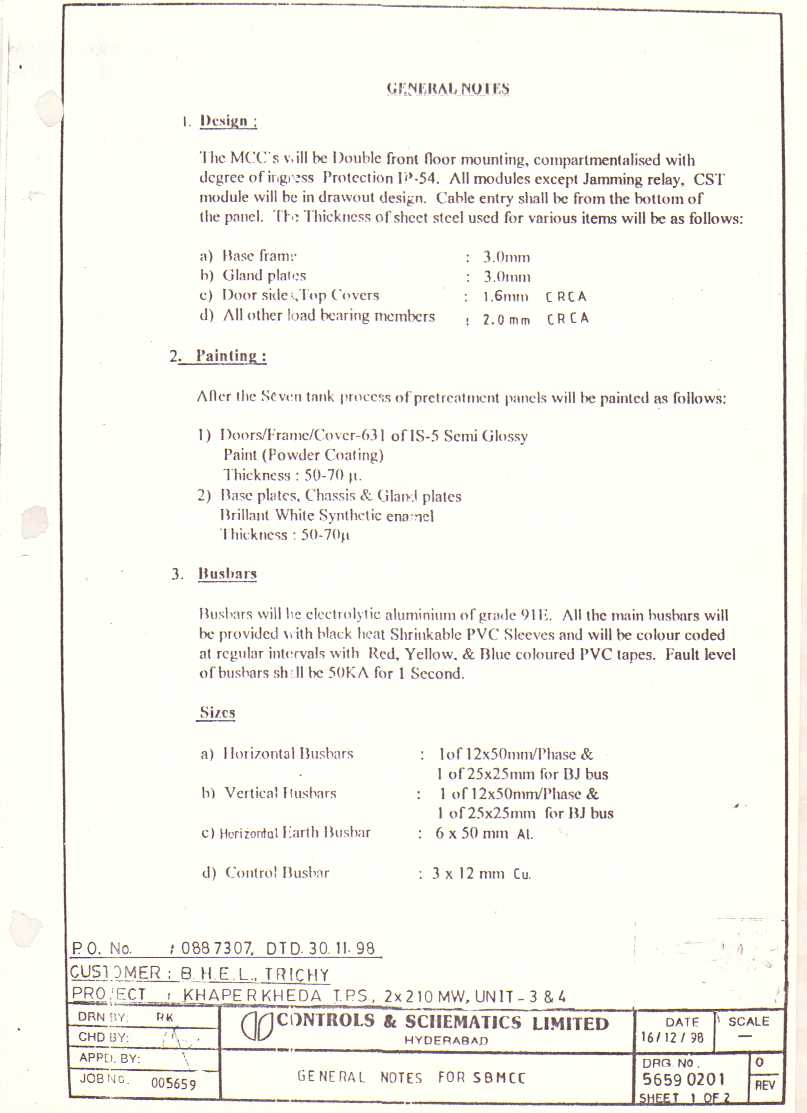 GENERAL NOTES
1. Design :
The MCC's will be Double front floor mounting, compartmentalised with
degree of ingress Protection IP-54. All modules except Jamming relay, CST
module will be in drawout design. Cable entry shall be from the bottom of
the panel. The Thickness of sheet steel used for various items will be as follows:
a) Base frame : 3.0mm
b) Gland plates : 3.0mm
c) Door sides, Top Covers : 1.6mm CRCA
d) All other load bearing members : 2.0 mm CRCA
2. Painting :
After the Seven tank process of pretreatment panels will be painted as follows:
1) Doors/Frame/Cover-631 of IS-5 Semi Glossy
Paint (Powder Coating)
Thickness : 50-70 µ.
2) Base plates, Chassis & Gland plates
Brillant White Synthetic enamel
Thickness : 50-70µ
3. Busbars
Busbars will be electrolytic aluminium of grade 91E. All the main busbars will
be provided with black heat Shrinkable PVC Sleeves and will be colour coded
at regular intervals with Red, Yellow, & Blue coloured PVC tapes. Fault level
of busbars shall be 50KA for 1 Second.
Sizes
a) Horizontal Busbars : 1of 12x50mm/Phase &
1 of 25x25mm for BJ bus
b) Vertical Busbars : 1 of 12x50mm/Phase &
1 of 25x25mm for BJ bus
c) Horizontal Earth Busbar : 6 x 50 mm Al.
d) Control Busbar : 3 x 12 mm Cu.
P.O. No. : 0887307, DTD. 30.11.98
CUSTOMER : B.H.E.L., TRICHY
PROJECT : KHAPERKHEDA T.P.S, 2x210 MW, UNIT-3 & 4
DRN BY: RK
CHD BY:
APPD. BY:
JOB NO. 005659
CONTROLS & SCHEMATICS LIMITED
HYDERABAD
GENERAL NOTES FOR SBMCC
DATE
16/12/98
SCALE
—
DRG. NO.
5659 0201
SHEET 1 OF 2
0
REV